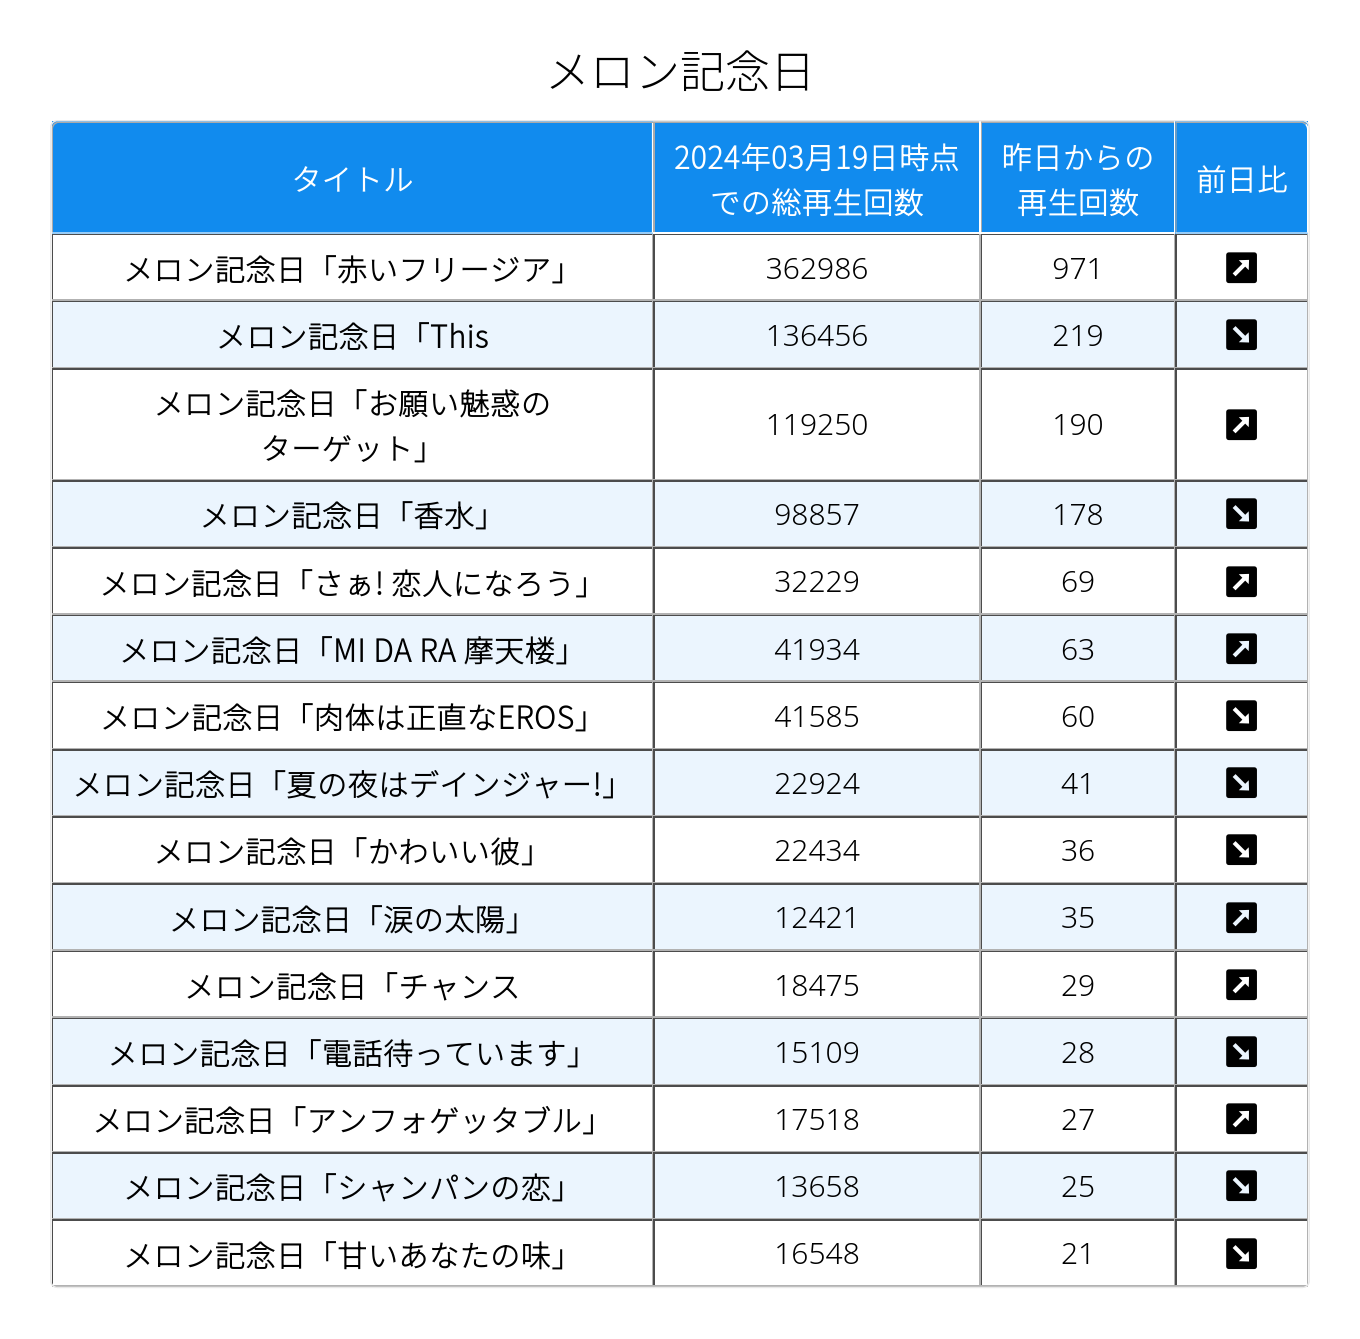 メロン記念日
タイトル
2024年03月19日時点
での総再生回数
昨日からの
再生回数
前日比
メロン記念日「赤いフリージア」 362986 971 ↗
メロン記念日「This 136456 219 ↘
メロン記念日「お願い魅惑の
ターゲット」 119250 190 ↗
メロン記念日「香水」 98857 178 ↘
メロン記念日「さぁ! 恋人になろう」 32229 69 ↗
メロン記念日「MI DA RA 摩天楼」 41934 63 ↗
メロン記念日「肉体は正直なEROS」 41585 60 ↘
メロン記念日「夏の夜はデインジャー!」 22924 41 ↘
メロン記念日「かわいい彼」 22434 36 ↘
メロン記念日「涙の太陽」 12421 35 ↗
メロン記念日「チャンス 18475 29 ↗
メロン記念日「電話待っています」 15109 28 ↘
メロン記念日「アンフォゲッタブル」 17518 27 ↗
メロン記念日「シャンパンの恋」 13658 25 ↘
メロン記念日「甘いあなたの味」 16548 21 ↘